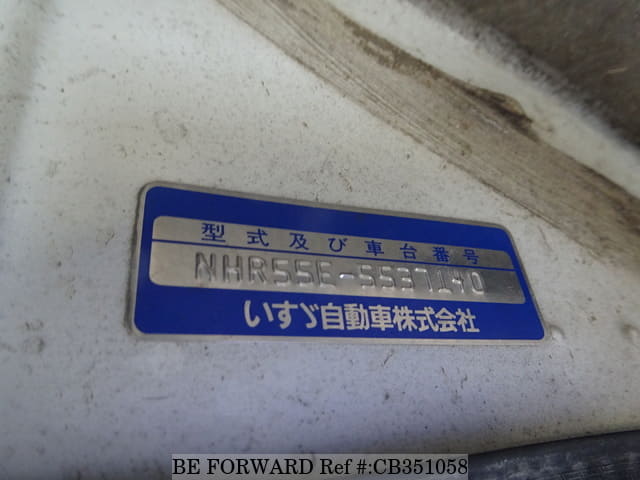 型式及び車台番号
NHR55E-5537140
いすゞ自動車株式会社
BE FORWARD Ref #:CB351058